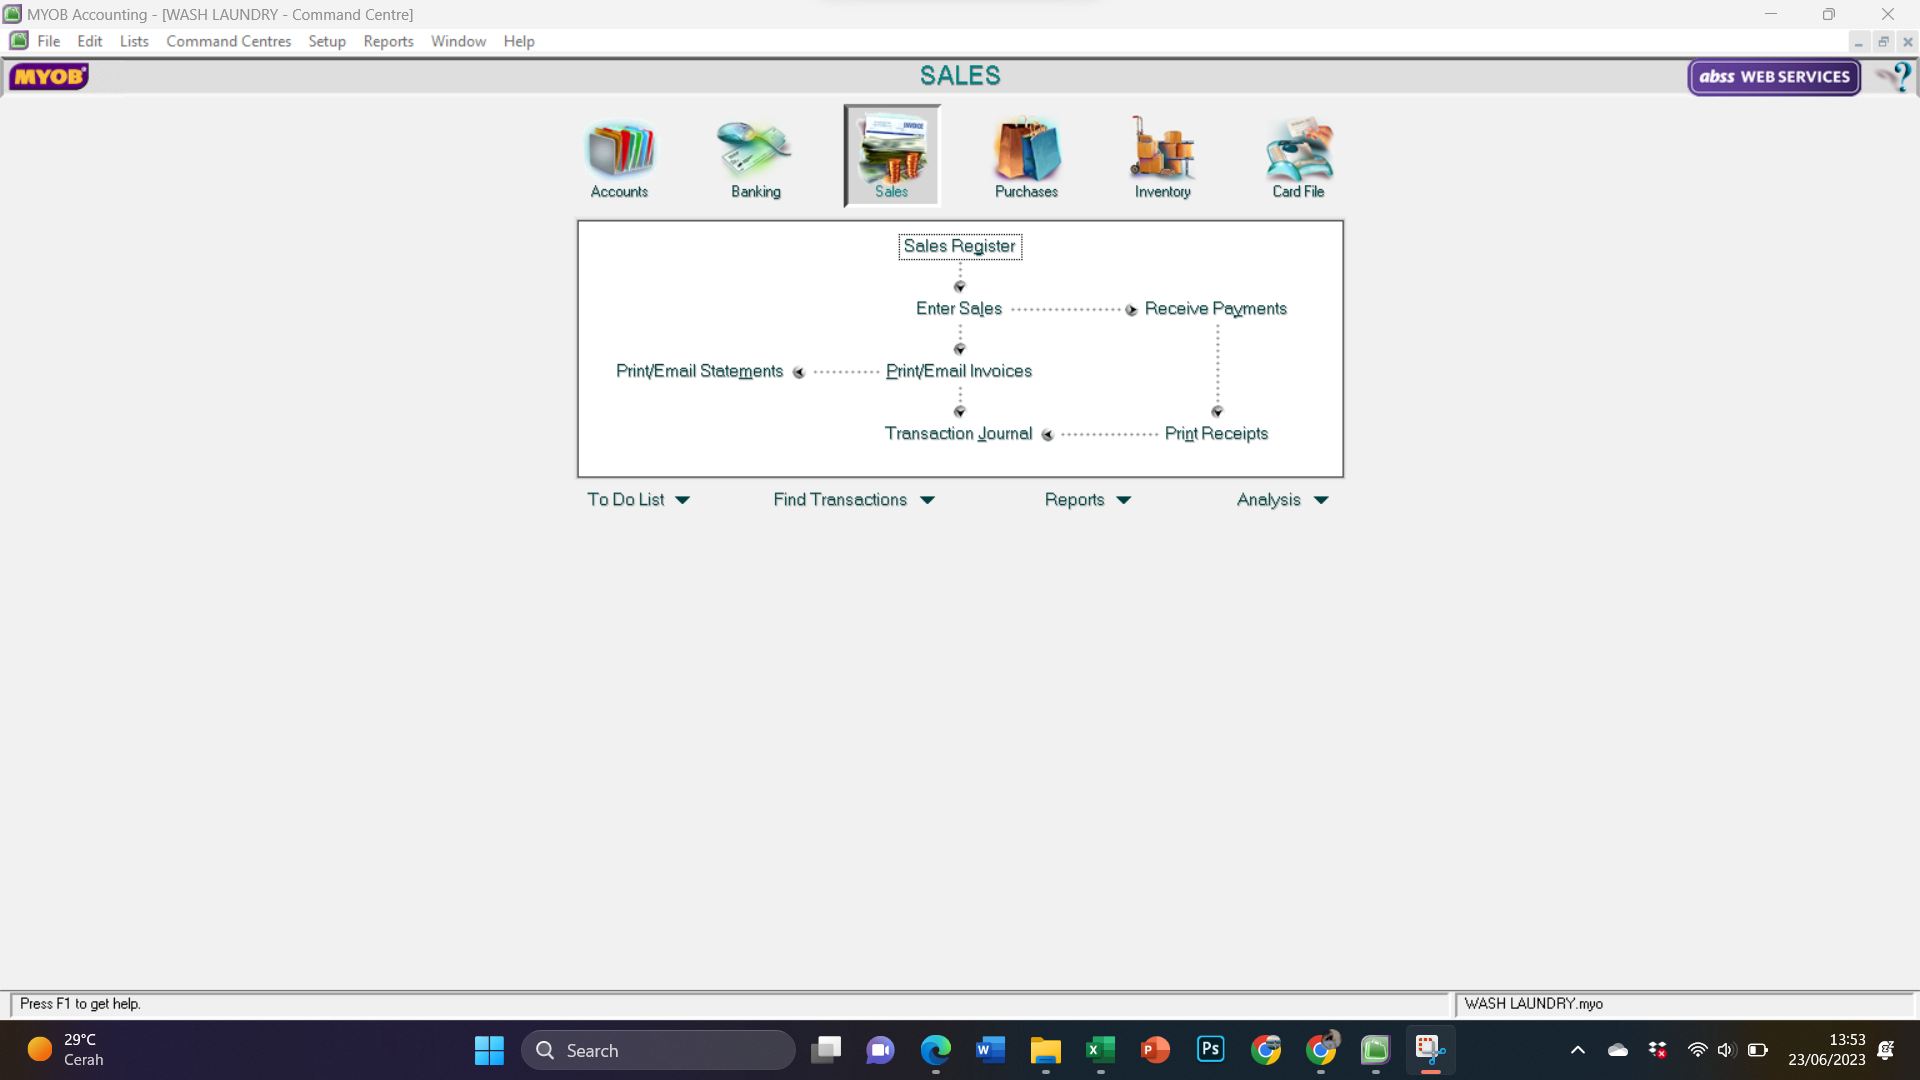 MYOB Accounting - [WASH LAUNDRY - Command Centre]
File Edit Lists Command Centres Setup Reports Window Help
MYOB SALES abss WEB SERVICES ?
INVOICE
Accounts Banking Sales Purchases Inventory Card File
Sales Register
Enter Sales Receive Payments
Print/Email Statements Print/Email Invoices
Transaction Journal Print Receipts
To Do List Find Transactions Reports Analysis
Press F1 to get help. WASH LAUNDRY.myo
29°C
Cerah
Search
Ps
13:53
23/06/2023